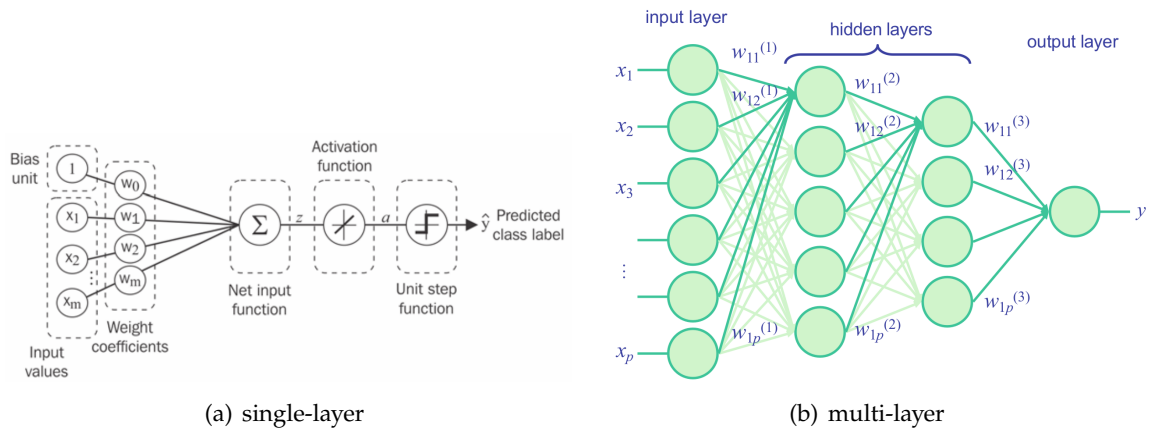 Bias
unit
1
w₀
x₁
w₁
x₂
w₂
⋮
xₘ
wₘ
Input
values
Weight
coefficients
Σ
Net input
function
z
Activation
function
a
Unit step
function
ŷ
Predicted
class label
(a) single-layer
input layer
hidden layers
output layer
x₁
x₂
x₃
⋮
xₚ
w₁₁⁽¹⁾
w₁₂⁽¹⁾
w₁ₚ⁽¹⁾
w₁₁⁽²⁾
w₁₂⁽²⁾
w₁ₚ⁽²⁾
w₁₁⁽³⁾
w₁₂⁽³⁾
w₁ₚ⁽³⁾
y
(b) multi-layer